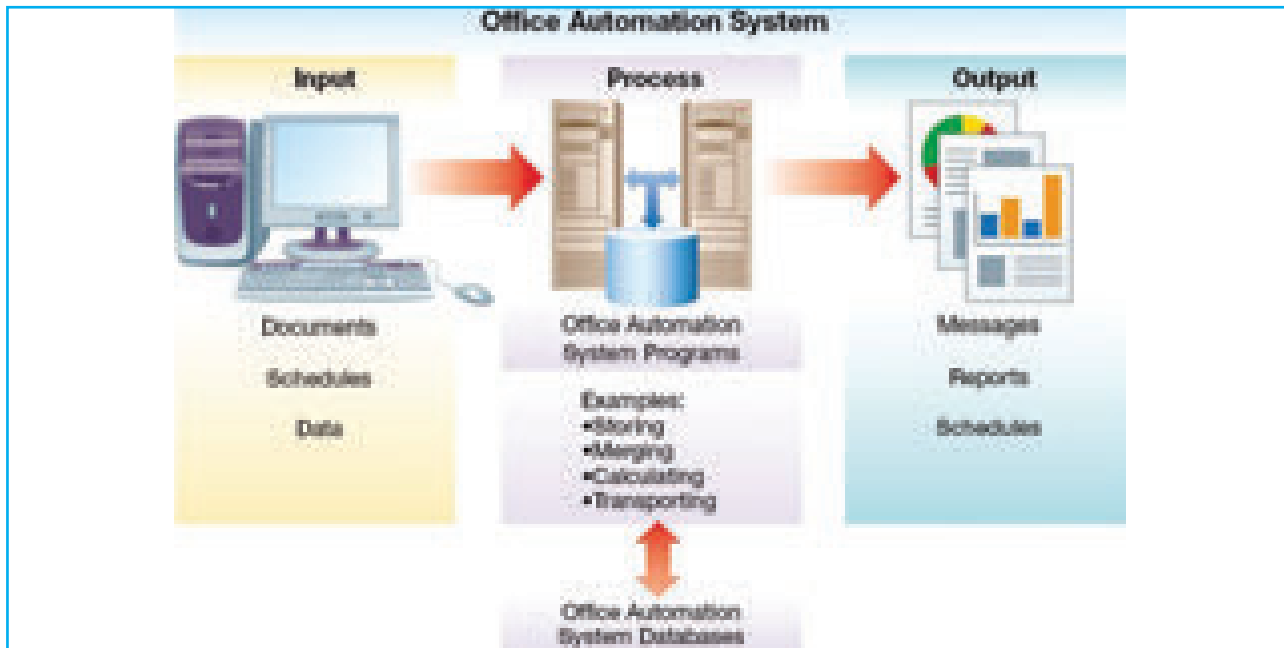 Office Automation System
Input
Process
Output
Documents
Schedules
Data
Office Automation
System Programs
Examples:
•Storing
•Merging
•Calculating
•Transporting
Messages
Reports
Schedules
Office Automation
System Databases